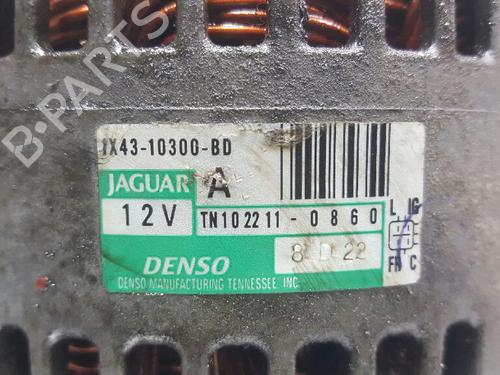 1X43-10300-BD
JAGUAR A
12V TN102211-0860
L IG
8 D 22
FR C
DENSO
DENSO MANUFACTURING TENNESSEE, INC.
B-PARTS